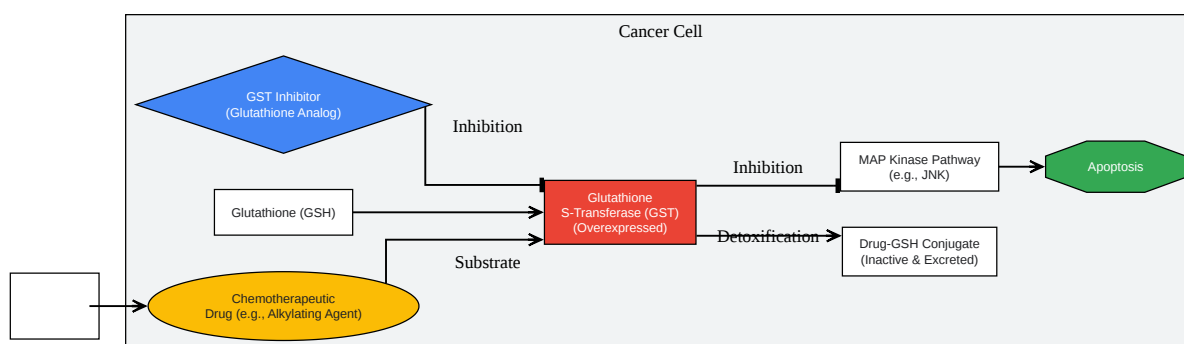 Cancer Cell
GST Inhibitor
(Glutathione Analog)
Inhibition
Glutathione (GSH)
Glutathione
S-Transferase (GST)
(Overexpressed)
Inhibition
MAP Kinase Pathway
(e.g., JNK)
Apoptosis
Detoxification
Drug-GSH Conjugate
(Inactive & Excreted)
Substrate
Chemotherapeutic
Drug (e.g., Alkylating Agent)